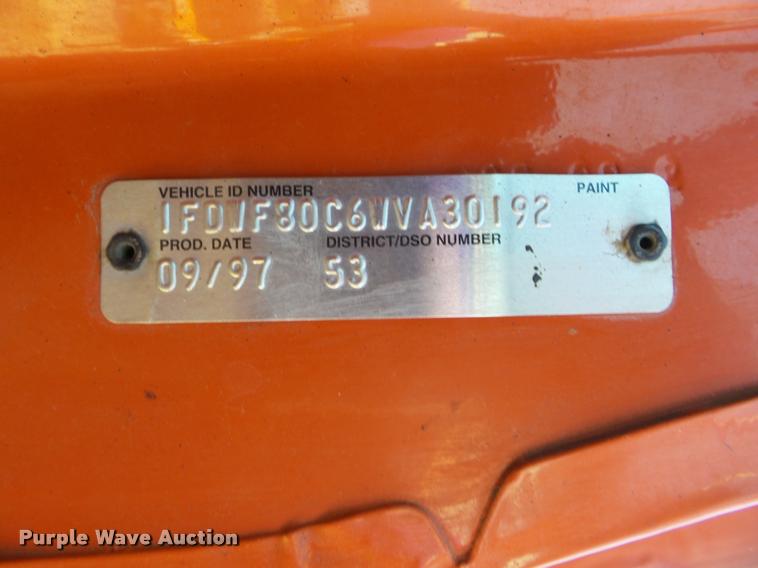 VEHICLE ID NUMBER PAINT
1FDWF80C6WVA30192
PROD. DATE DISTRICT/DSO NUMBER
09/97 53
Purple Wave Auction